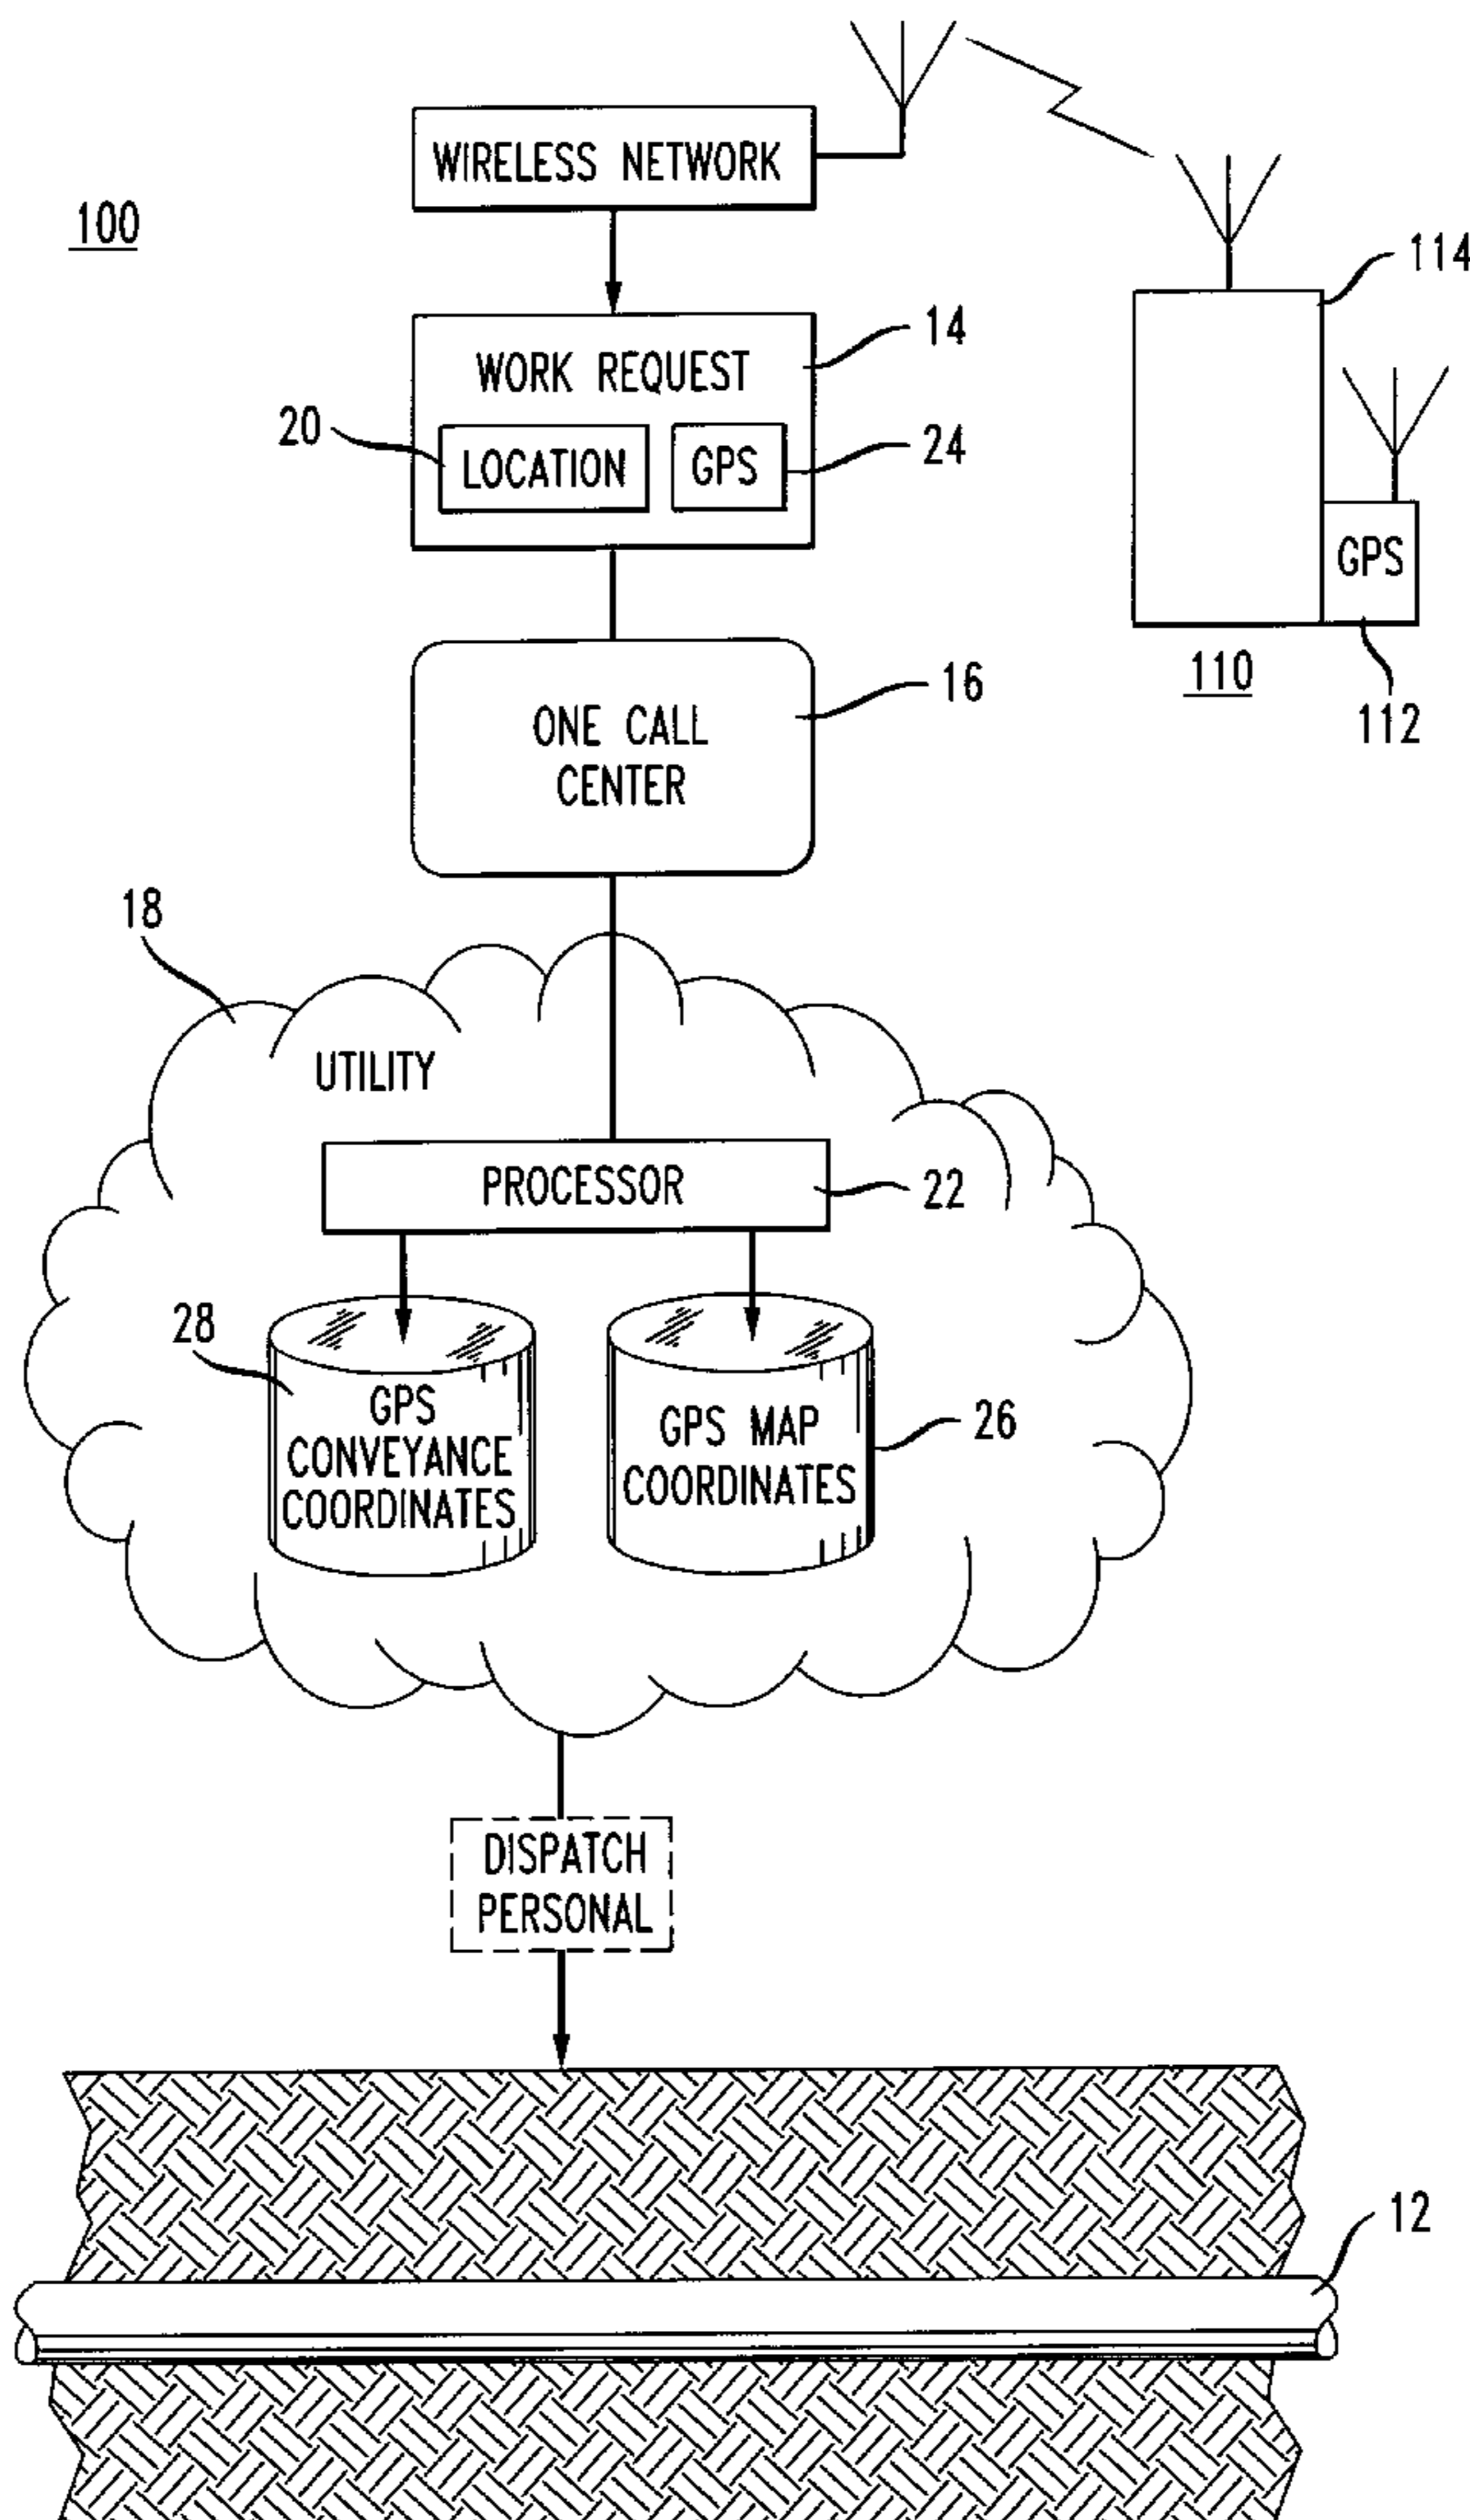 WIRELESS NETWORK
100
114
14
WORK REQUEST
20
LOCATION
GPS
24
GPS
110
112
16
ONE CALL
CENTER
18
UTILITY
PROCESSOR
22
28
GPS
CONVEYANCE
COORDINATES
GPS MAP
COORDINATES
26
DISPATCH
PERSONAL
12